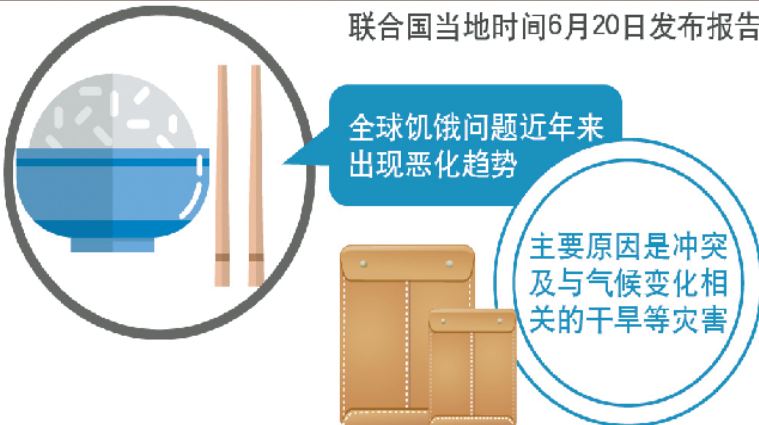 联合国当地时间6月20日发布报告
全球饥饿问题近年来
出现恶化趋势
主要原因是冲突
及与气候变化相
关的干旱等灾害